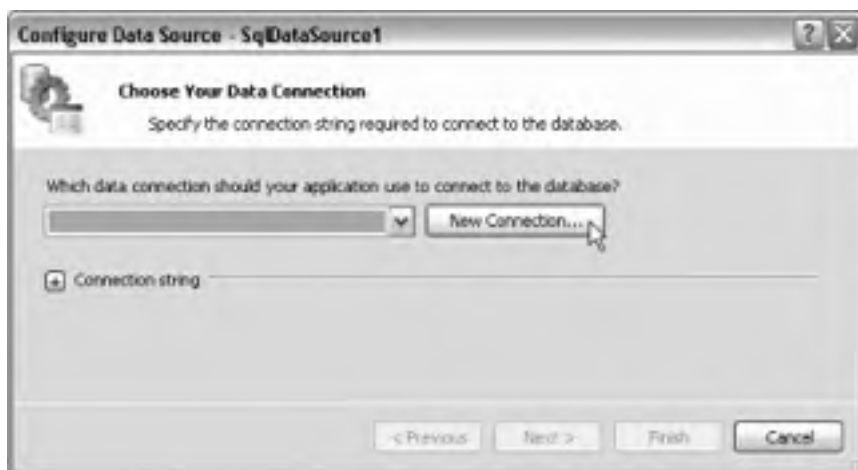 Configure Data Source - SqlDataSource1
Choose Your Data Connection
Specify the connection string required to connect to the database.
Which data connection should your application use to connect to the database?
New Connection...
Connection string
< Previous
Next >
Finish
Cancel